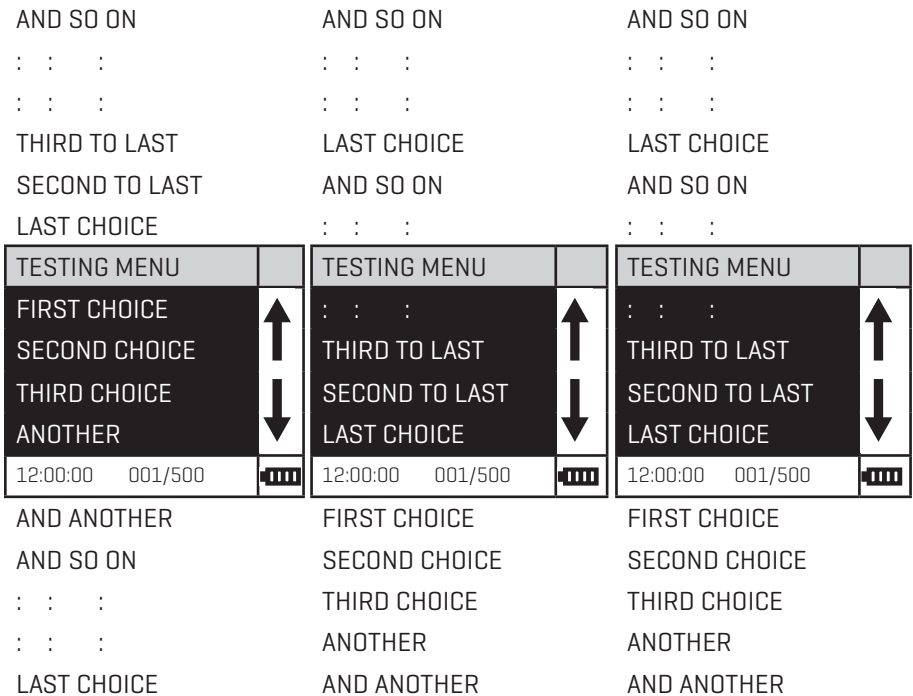 AND SO ON AND SO ON AND SO ON
: : : : : : : : :
: : : : : : : : :
THIRD TO LAST LAST CHOICE LAST CHOICE
SECOND TO LAST AND SO ON AND SO ON
LAST CHOICE : : : : : :
TESTING MENU TESTING MENU TESTING MENU
FIRST CHOICE : : : : : :
SECOND CHOICE THIRD TO LAST THIRD TO LAST
THIRD CHOICE SECOND TO LAST SECOND TO LAST
ANOTHER LAST CHOICE LAST CHOICE
12:00:00 001/500 12:00:00 001/500 12:00:00 001/500
AND ANOTHER FIRST CHOICE FIRST CHOICE
AND SO ON SECOND CHOICE SECOND CHOICE
: : : THIRD CHOICE THIRD CHOICE
: : : ANOTHER ANOTHER
LAST CHOICE AND ANOTHER AND ANOTHER